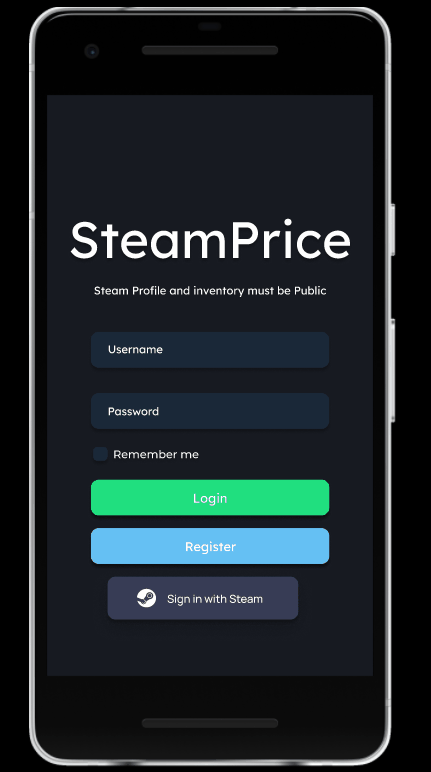 SteamPrice
Steam Profile and inventory must be Public
Username
Password
Remember me
Login
Register
Sign in with Steam